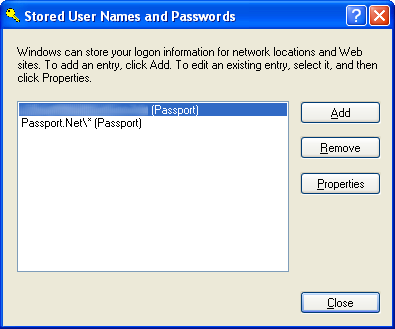 Stored User Names and Passwords
Windows can store your logon information for network locations and Web
sites. To add an entry, click Add. To edit an existing entry, select it, and then
click Properties.
(Passport)
Passport.Net\* (Passport)
Add
Remove
Properties
Close